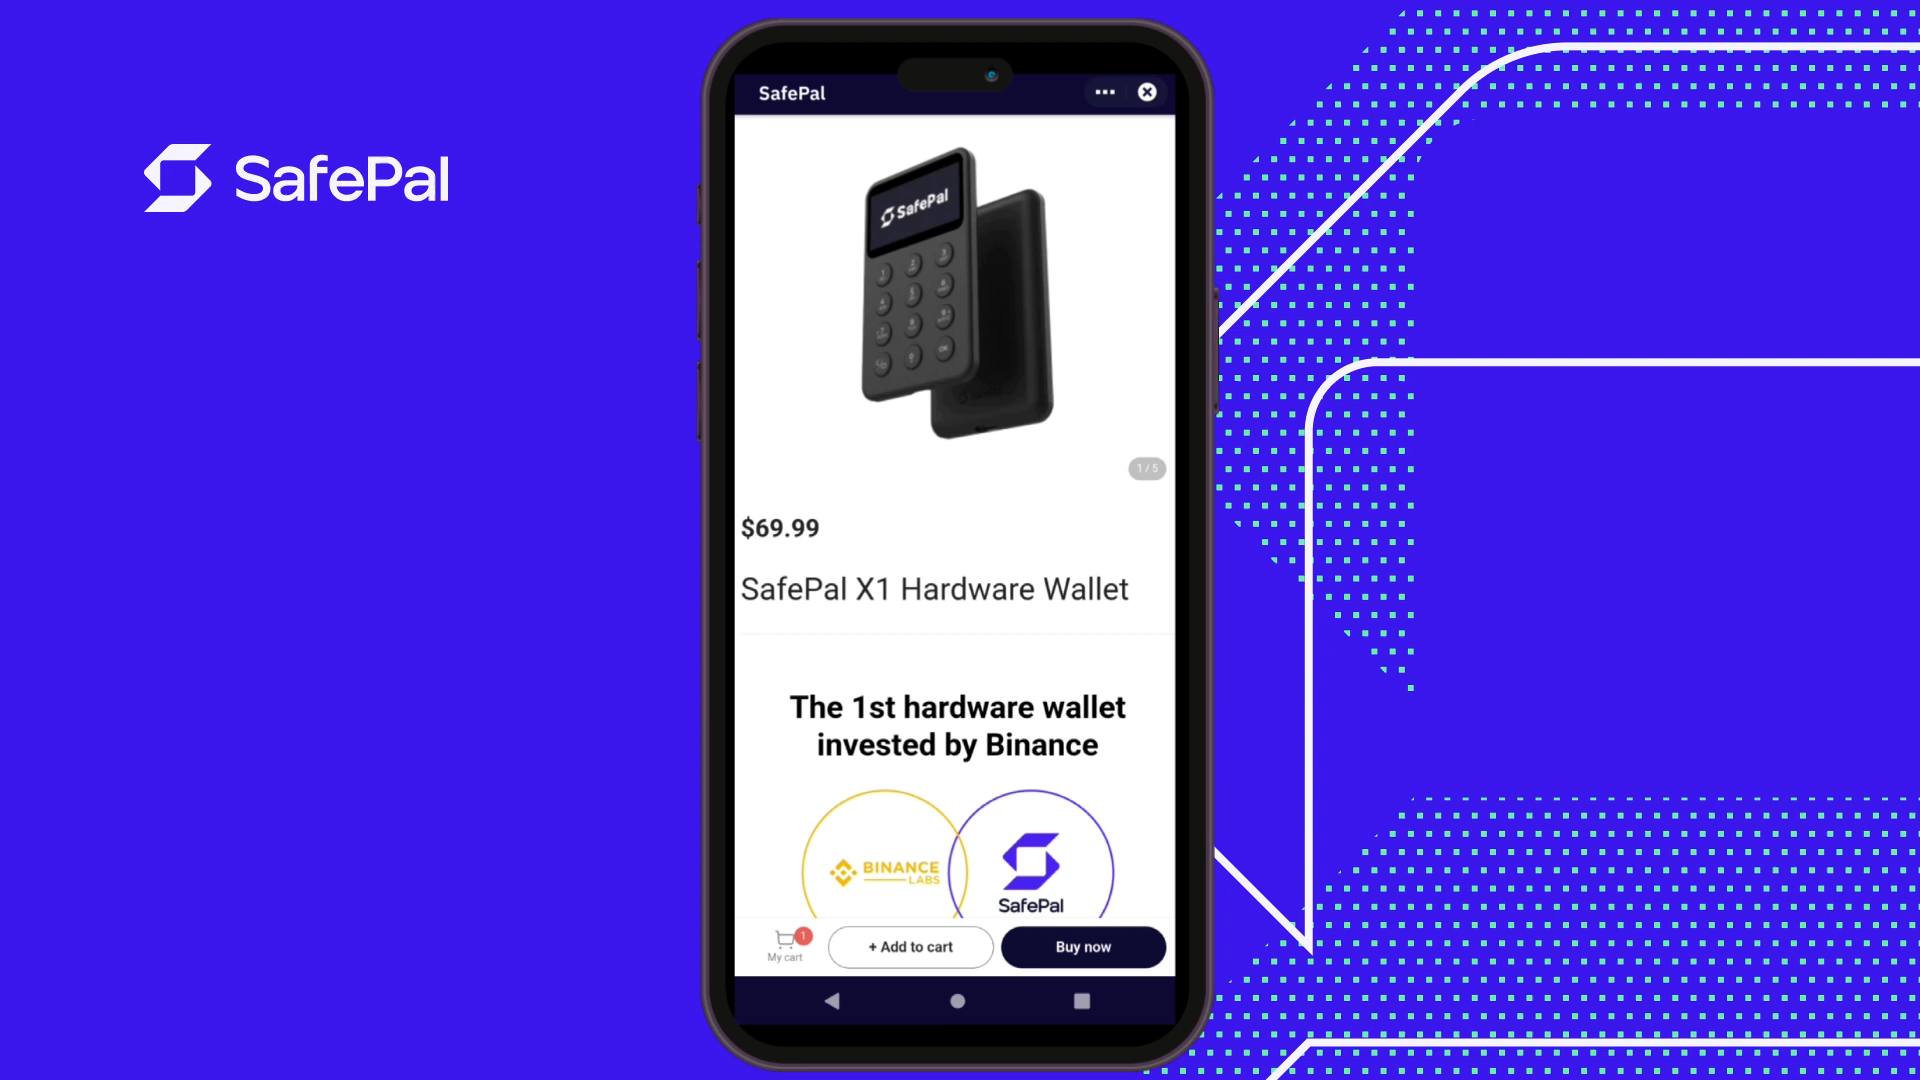 SafePal
SafePal
SafePal
1 / 5
$69.99
SafePal X1 Hardware Wallet
The 1st hardware wallet
invested by Binance
BINANCE
LABS
SafePal
1
My cart
+ Add to cart
Buy now